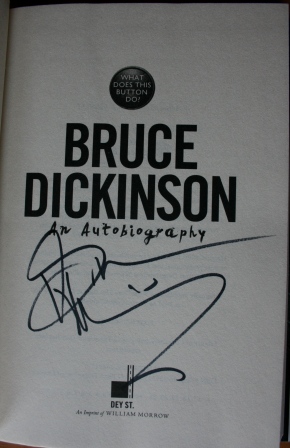 WHAT
DOES THIS
BUTTON
DO?
BRUCE
DICKINSON
An Autobiography
DEY ST.
An Imprint of WILLIAM MORROW